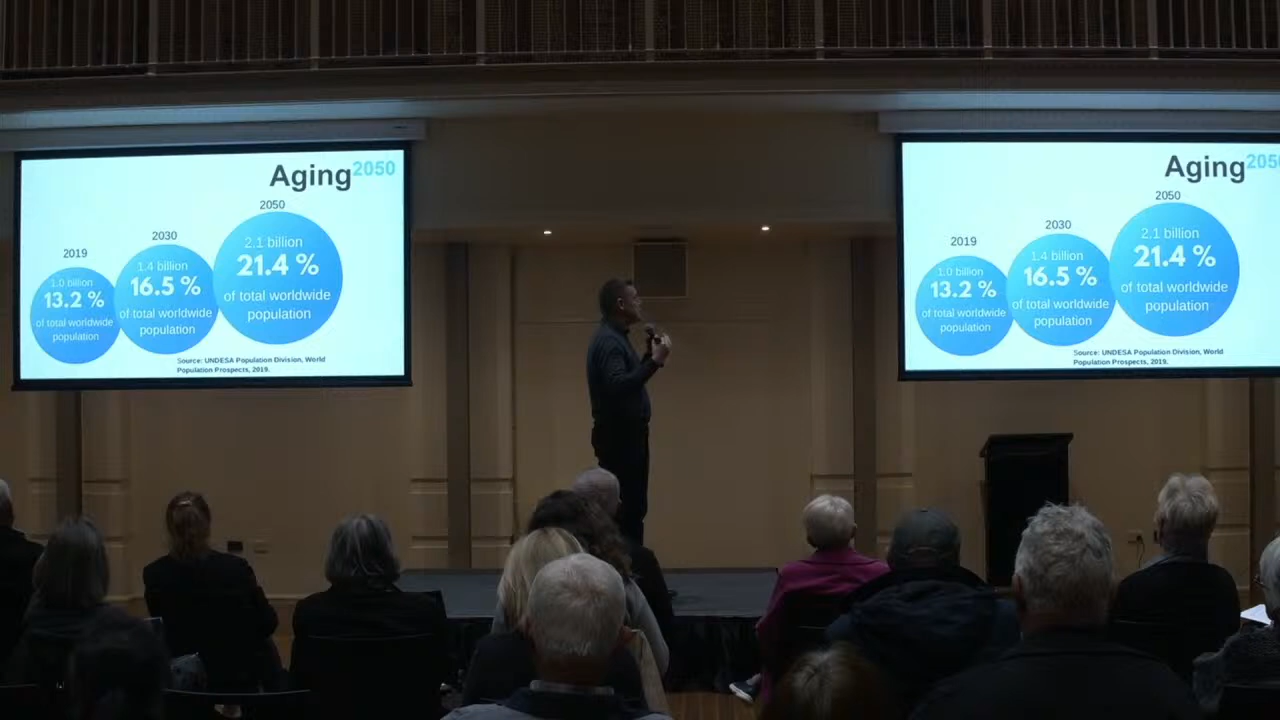 Aging2050
2050
2030
2019
2.1 billion
21.4 %
of total worldwide
population
1.4 billion
16.5 %
of total worldwide
population
1.0 billion
13.2 %
of total worldwide
population
Source: UNDESA Population Division, World
Population Prospects, 2019.
Aging2050
2050
2030
2019
2.1 billion
21.4 %
of total worldwide
population
1.4 billion
16.5 %
of total worldwide
population
1.0 billion
13.2 %
of total worldwide
population
Source: UNDESA Population Division, World
Population Prospects, 2019.